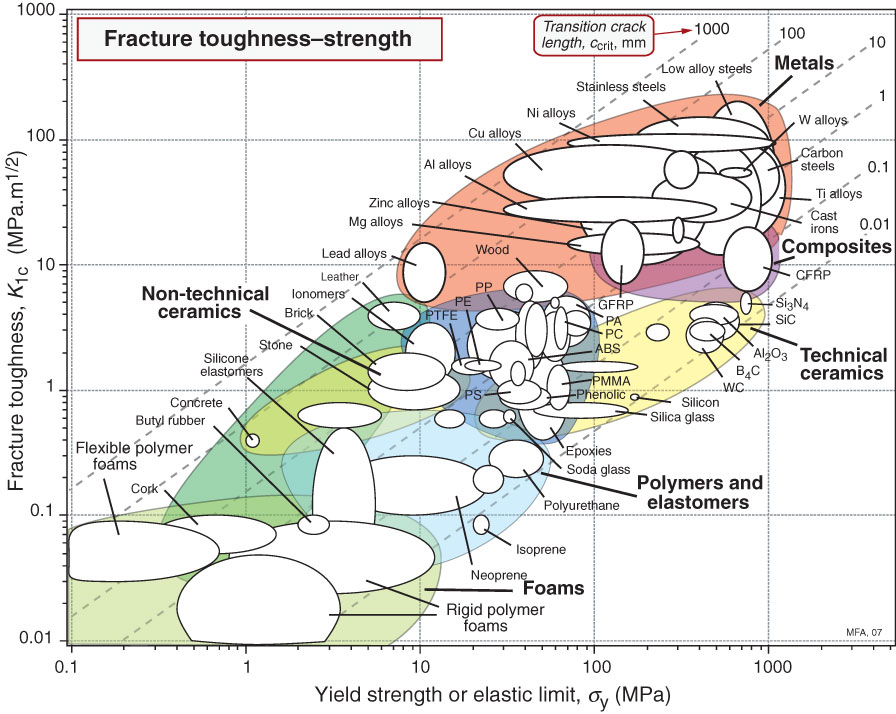 1000
Fracture toughness–strength
Transition crack
length, ccrit, mm
1000
100
10
Metals
Low alloy steels
Stainless steels
1
Ni alloys
W alloys
100
Cu alloys
Carbon
steels
Al alloys
0.1
Ti alloys
Zinc alloys
Cast
irons
Mg alloys
0.01
Composites
Lead alloys
Wood
10
CFRP
Leather
Non-technical
ceramics
Ionomers
PP
GFRP
Si3N4
PE
Brick
PTFE
PA
SiC
PC
Stone
ABS
Al2O3
Technical
ceramics
Silicone
elastomers
B4C
WC
1
PMMA
PS
Phenolic
Concrete
Silicon
Butyl rubber
Silica glass
Flexible polymer
foams
Epoxies
Soda glass
Polymers and
elastomers
Cork
Polyurethane
0.1
Isoprene
Neoprene
Foams
Rigid polymer
foams
MFA, 07
0.01
0.1
1
10
100
1000
Fracture toughness, K1c (MPa.m1/2)
Yield strength or elastic limit, σy (MPa)